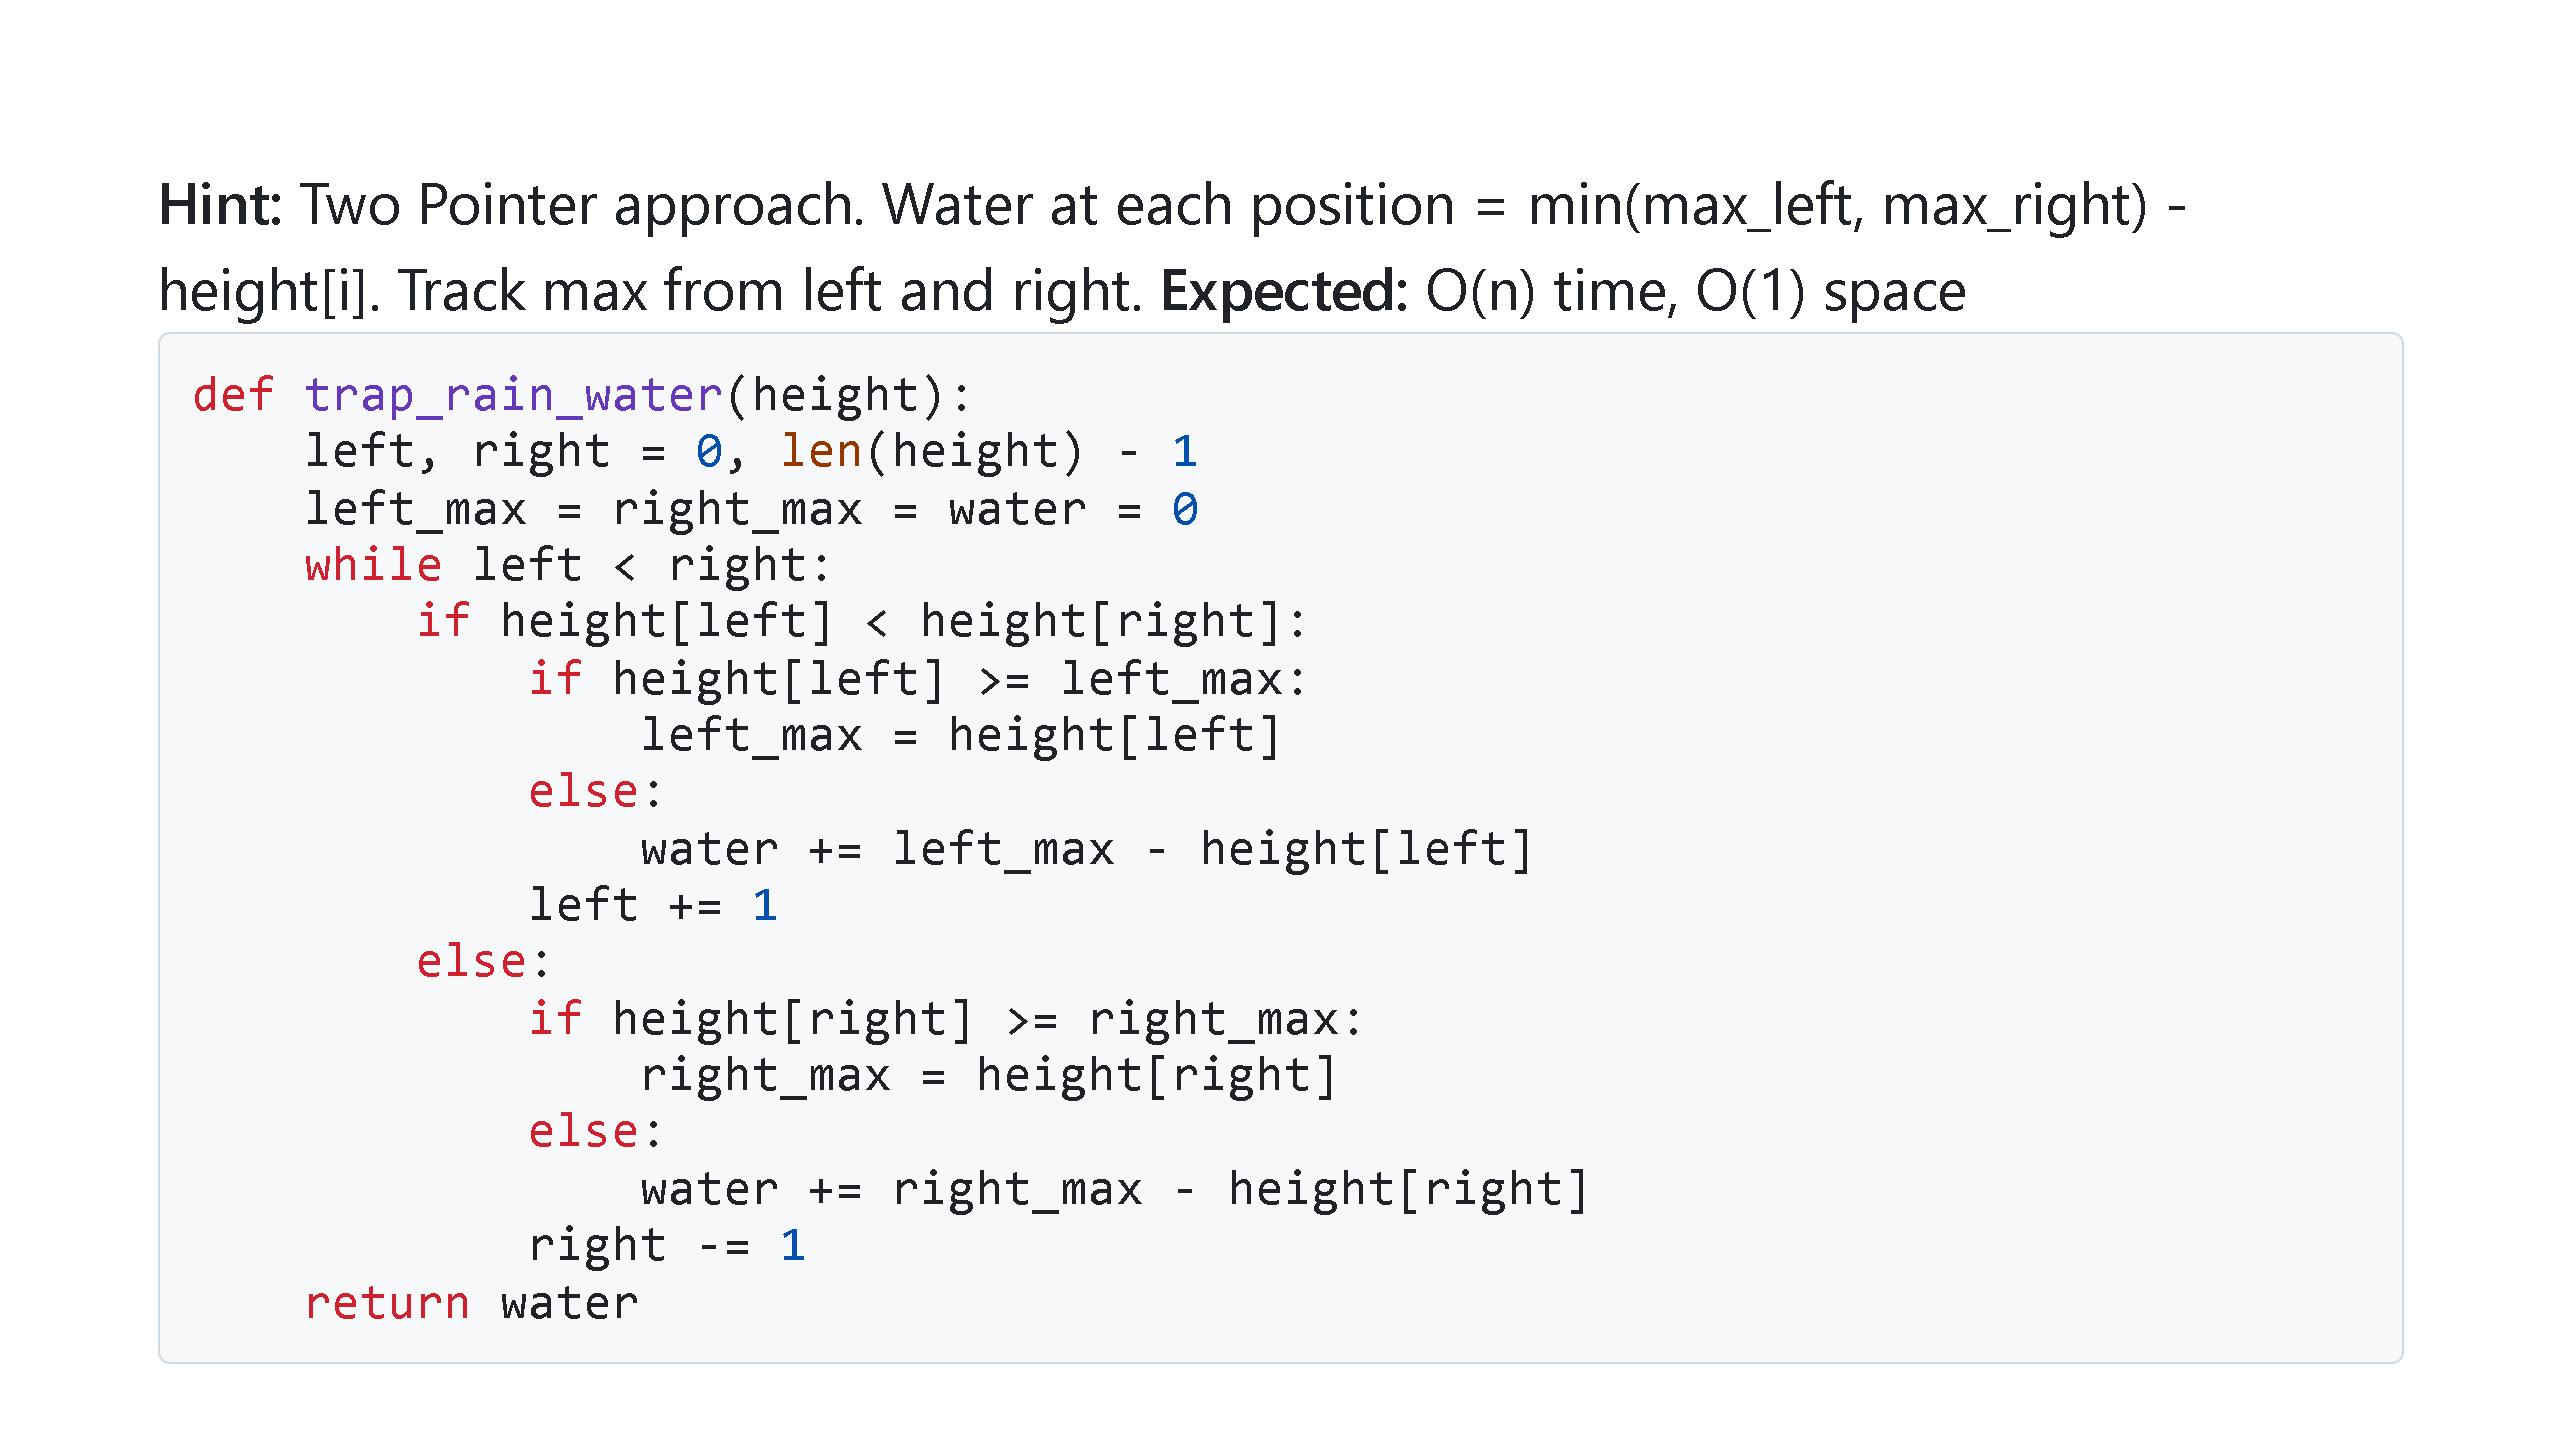 Hint: Two Pointer approach. Water at each position = min(max_left, max_right) -
height[i]. Track max from left and right. Expected: O(n) time, O(1) space
def trap_rain_water(height):
    left, right = 0, len(height) - 1
    left_max = right_max = water = 0
    while left < right:
        if height[left] < height[right]:
            if height[left] >= left_max:
                left_max = height[left]
            else:
                water += left_max - height[left]
            left += 1
        else:
            if height[right] >= right_max:
                right_max = height[right]
            else:
                water += right_max - height[right]
            right -= 1
    return water